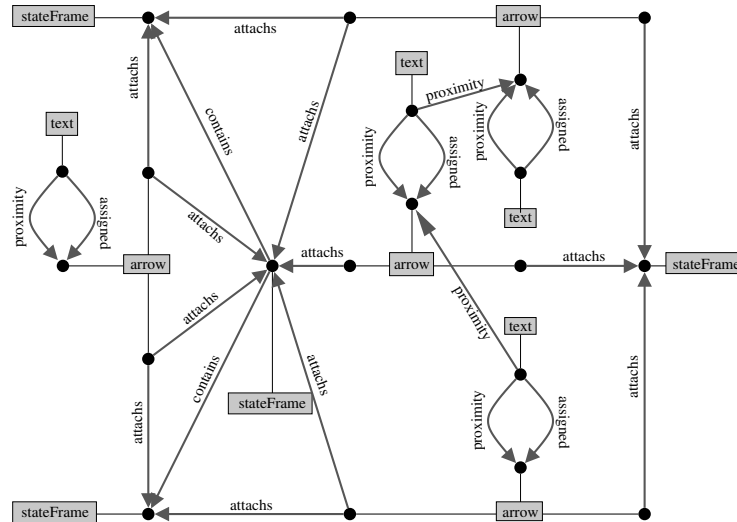 stateFrame
attachs
arrow
text
proximity
attachs
contains
attachs
proximity
assigned
proximity
assigned
attachs
text
proximity
assigned
text
attachs
arrow
attachs
arrow
attachs
stateFrame
attachs
proximity
text
attachs
contains
stateFrame
attachs
proximity
assigned
attachs
stateFrame
attachs
arrow